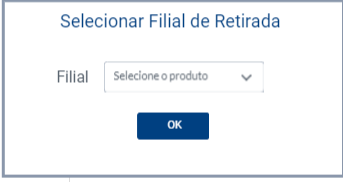 Selecionar Filial de Retirada
Filial Selecione o produto
OK